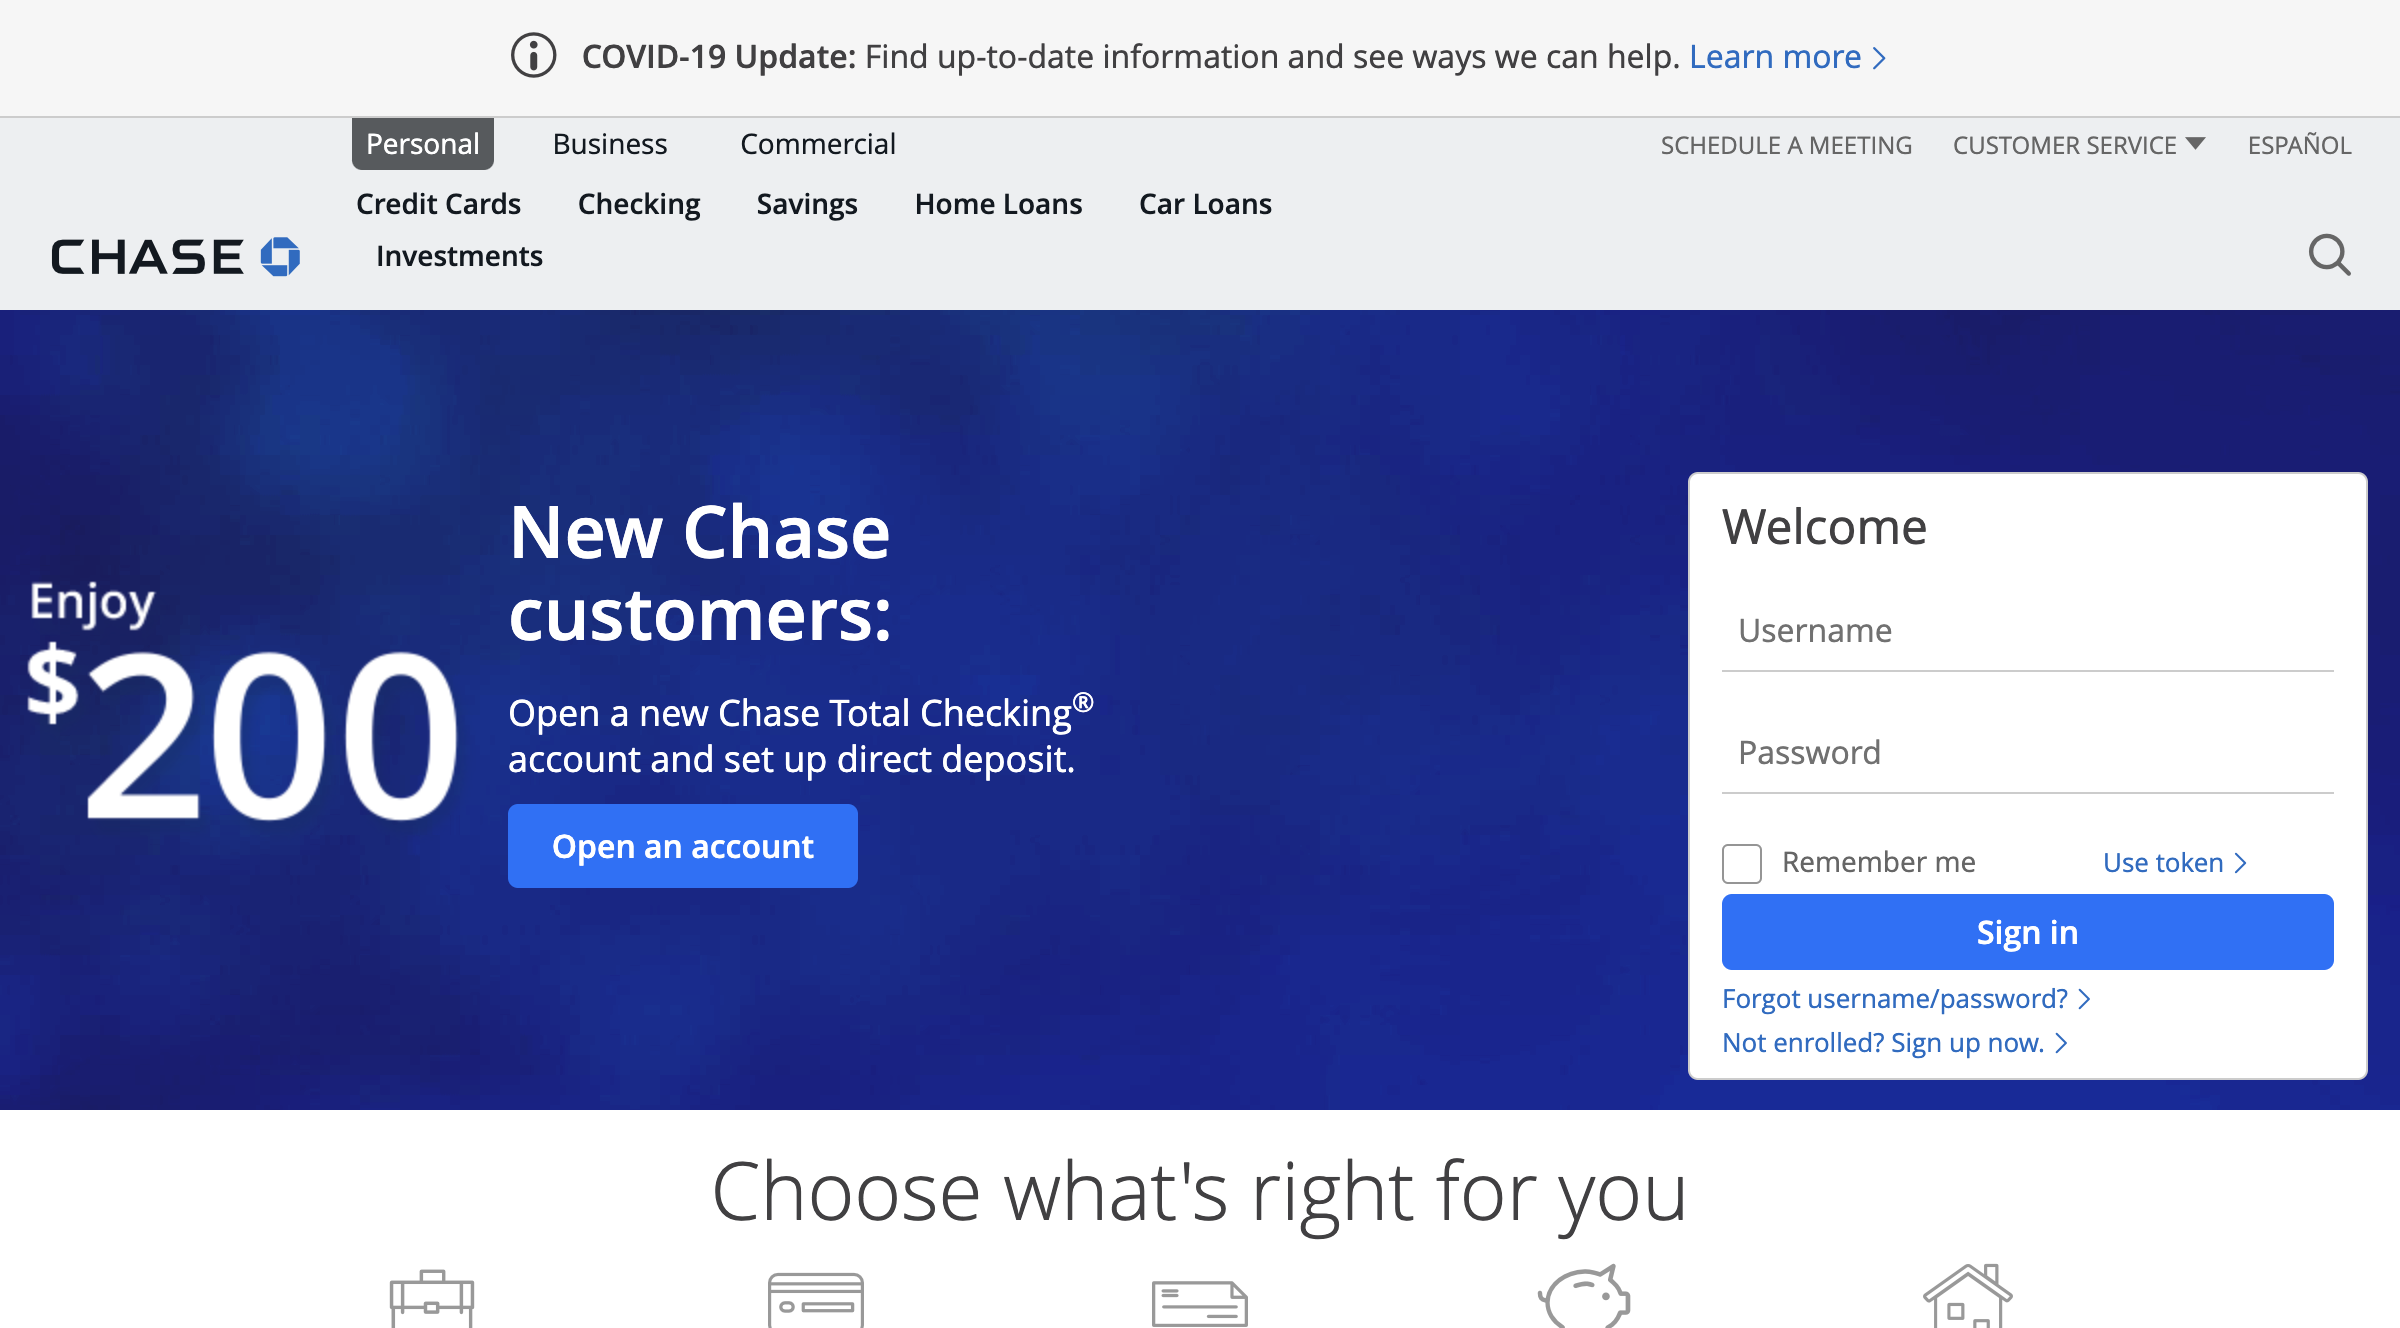 COVID-19 Update: Find up-to-date information and see ways we can help. Learn more
Personal Business Commercial
SCHEDULE A MEETING CUSTOMER SERVICE ESPAÑOL
Credit Cards Checking Savings Home Loans Car Loans
CHASE
Investments
Enjoy
$200
New Chase
customers:
Open a new Chase Total Checking®
account and set up direct deposit.
Open an account
Welcome
Username
Password
Remember me Use token
Sign in
Forgot username/password?
Not enrolled? Sign up now.
Choose what's right for you